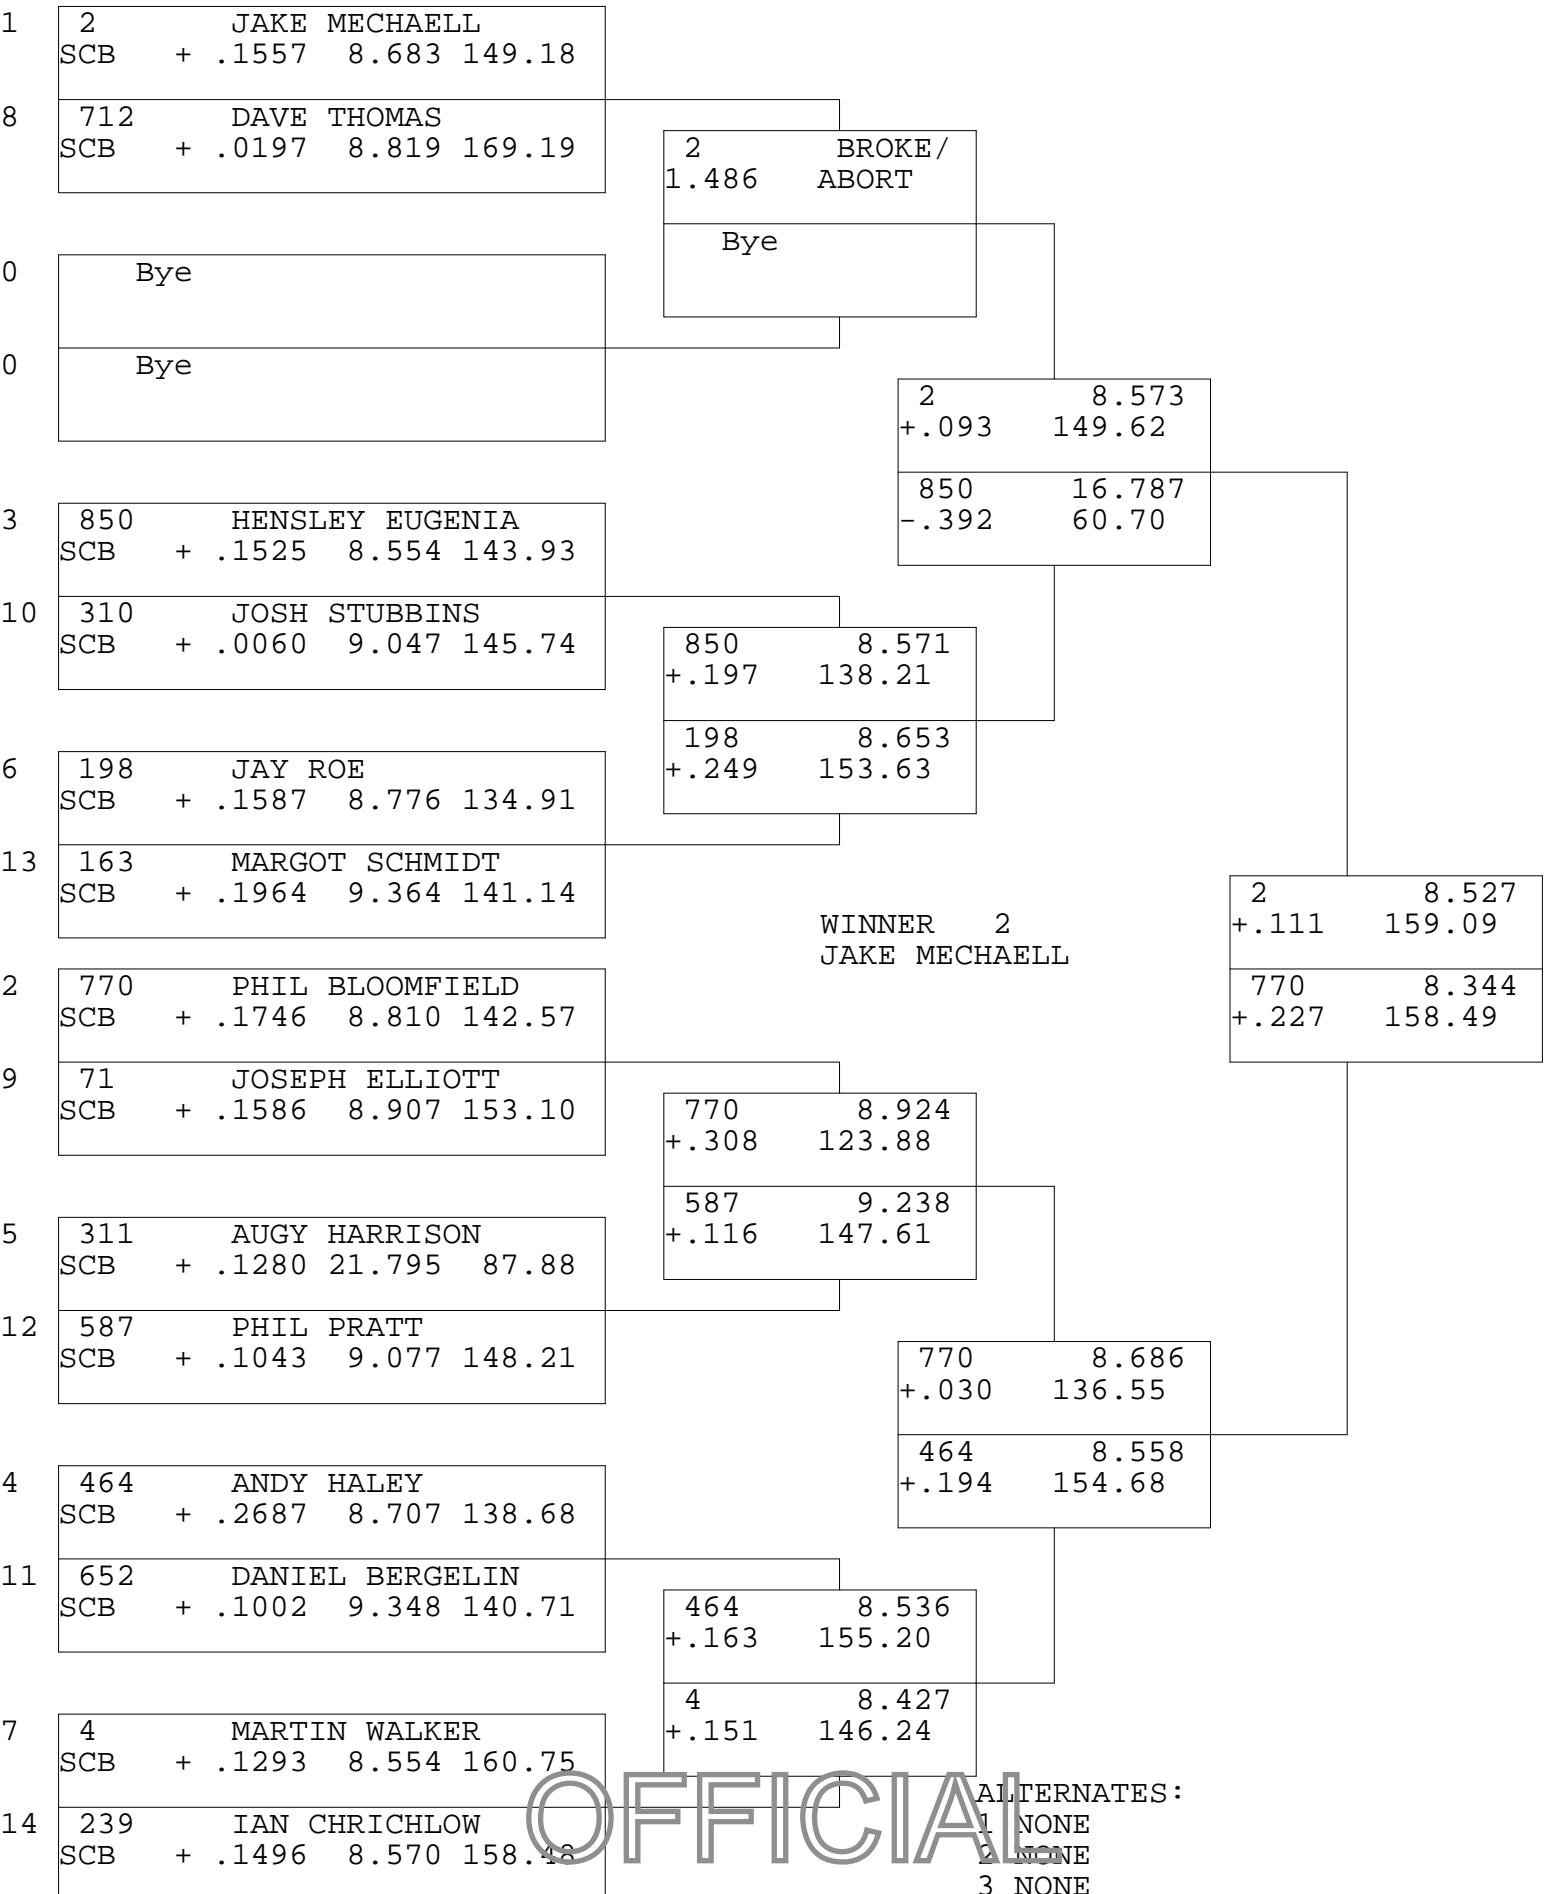 1 2 JAKE MECHAELL
SCB + .1557 8.683 149.18
8 712 DAVE THOMAS
SCB + .0197 8.819 169.19
2 BROKE/
1.486 ABORT
Bye
0 Bye
0 Bye
2 8.573
+.093 149.62
850 16.787
-.392 60.70
3 850 HENSLEY EUGENIA
SCB + .1525 8.554 143.93
10 310 JOSH STUBBINS
SCB + .0060 9.047 145.74
850 8.571
+.197 138.21
198 8.653
+.249 153.63
6 198 JAY ROE
SCB + .1587 8.776 134.91
13 163 MARGOT SCHMIDT
SCB + .1964 9.364 141.14
WINNER 2
JAKE MECHAELL
2 8.527
+.111 159.09
770 8.344
+.227 158.49
2 770 PHIL BLOOMFIELD
SCB + .1746 8.810 142.57
9 71 JOSEPH ELLIOTT
SCB + .1586 8.907 153.10
770 8.924
+.308 123.88
587 9.238
+.116 147.61
5 311 AUGY HARRISON
SCB + .1280 21.795 87.88
12 587 PHIL PRATT
SCB + .1043 9.077 148.21
770 8.686
+.030 136.55
464 8.558
+.194 154.68
4 464 ANDY HALEY
SCB + .2687 8.707 138.68
11 652 DANIEL BERGELIN
SCB + .1002 9.348 140.71
464 8.536
+.163 155.20
4 8.427
+.151 146.24
7 4 MARTIN WALKER
SCB + .1293 8.554 160.75
14 239 IAN CHRICHLOW
SCB + .1496 8.570 158.48
OFFICIAL
ALTERNATES:
1 NONE
2 NONE
3 NONE